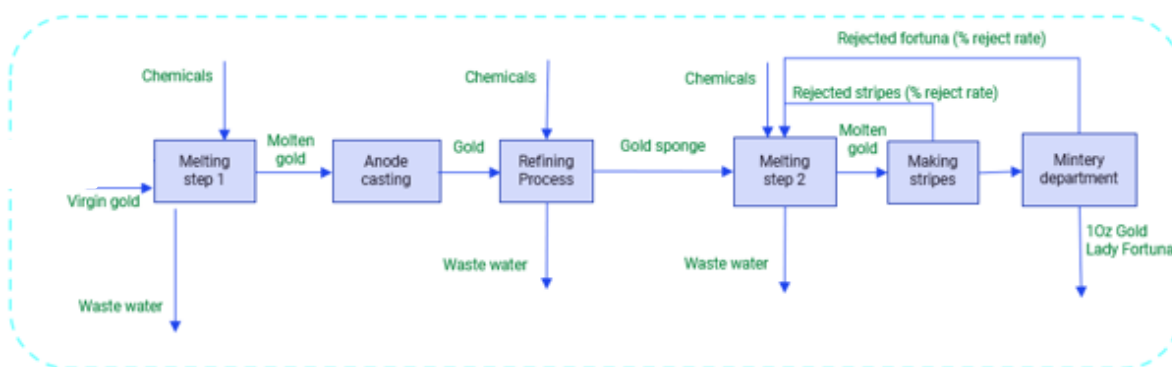 Rejected fortuna (% reject rate)
Chemicals
Chemicals
Chemicals
Rejected stripes (% reject rate)
Molten
gold
Gold
Gold sponge
Molten
gold
Melting
step 1
Anode
casting
Refining
Process
Melting
step 2
Making
stripes
Mintery
department
Virgin gold
Waste water
Waste water
Waste water
1Oz Gold
Lady Fortuna